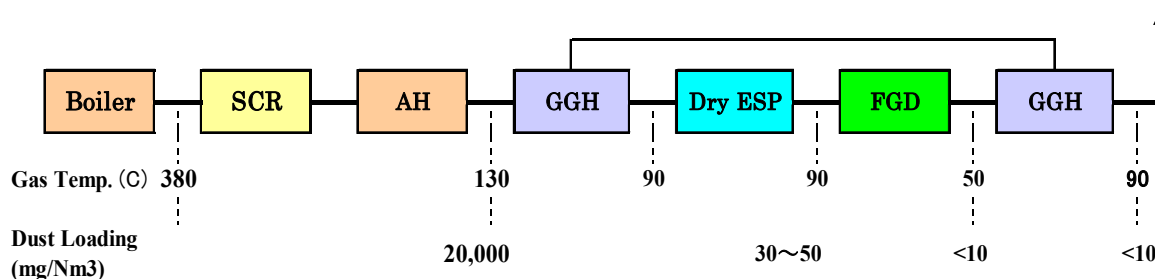 Boiler SCR AH GGH Dry ESP FGD GGH
Gas Temp. (C) 380 130 90 90 50 90
Dust Loading
(mg/Nm3) 20,000 30～50 <10 <10